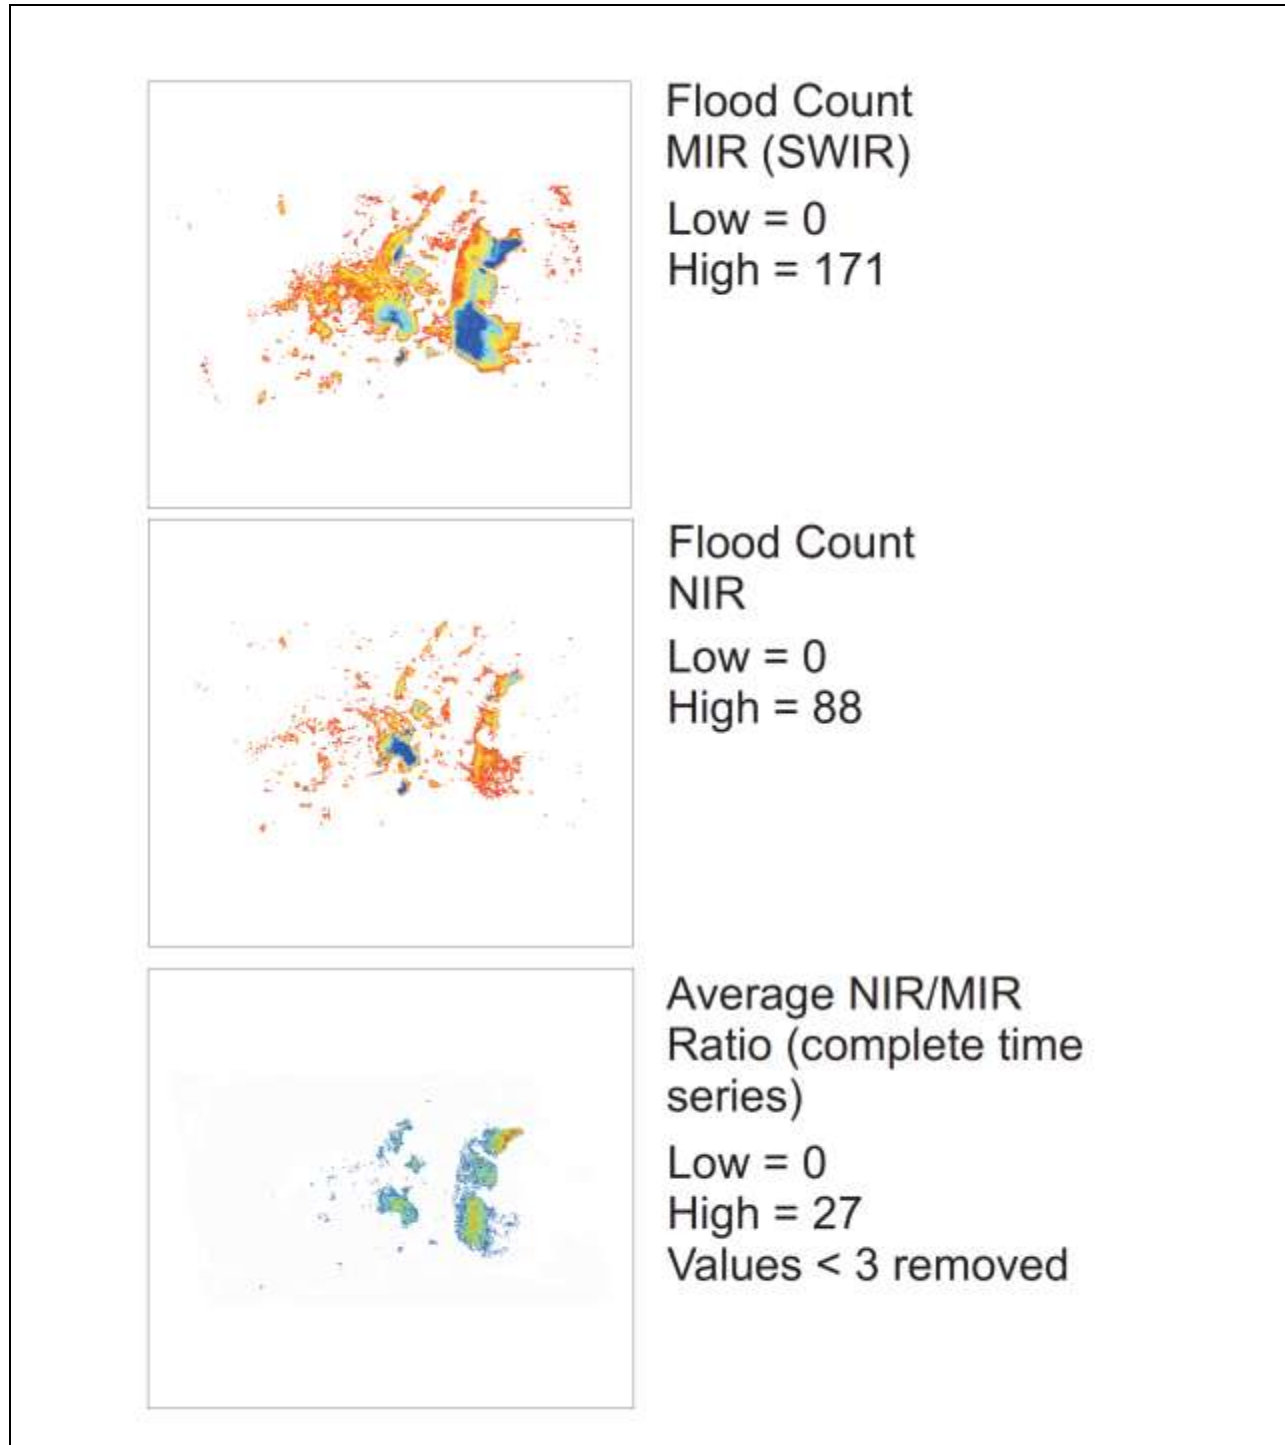 Flood Count
MIR (SWIR)
Low = 0
High = 171
Flood Count
NIR
Low = 0
High = 88
Average NIR/MIR
Ratio (complete time
series)
Low = 0
High = 27
Values < 3 removed